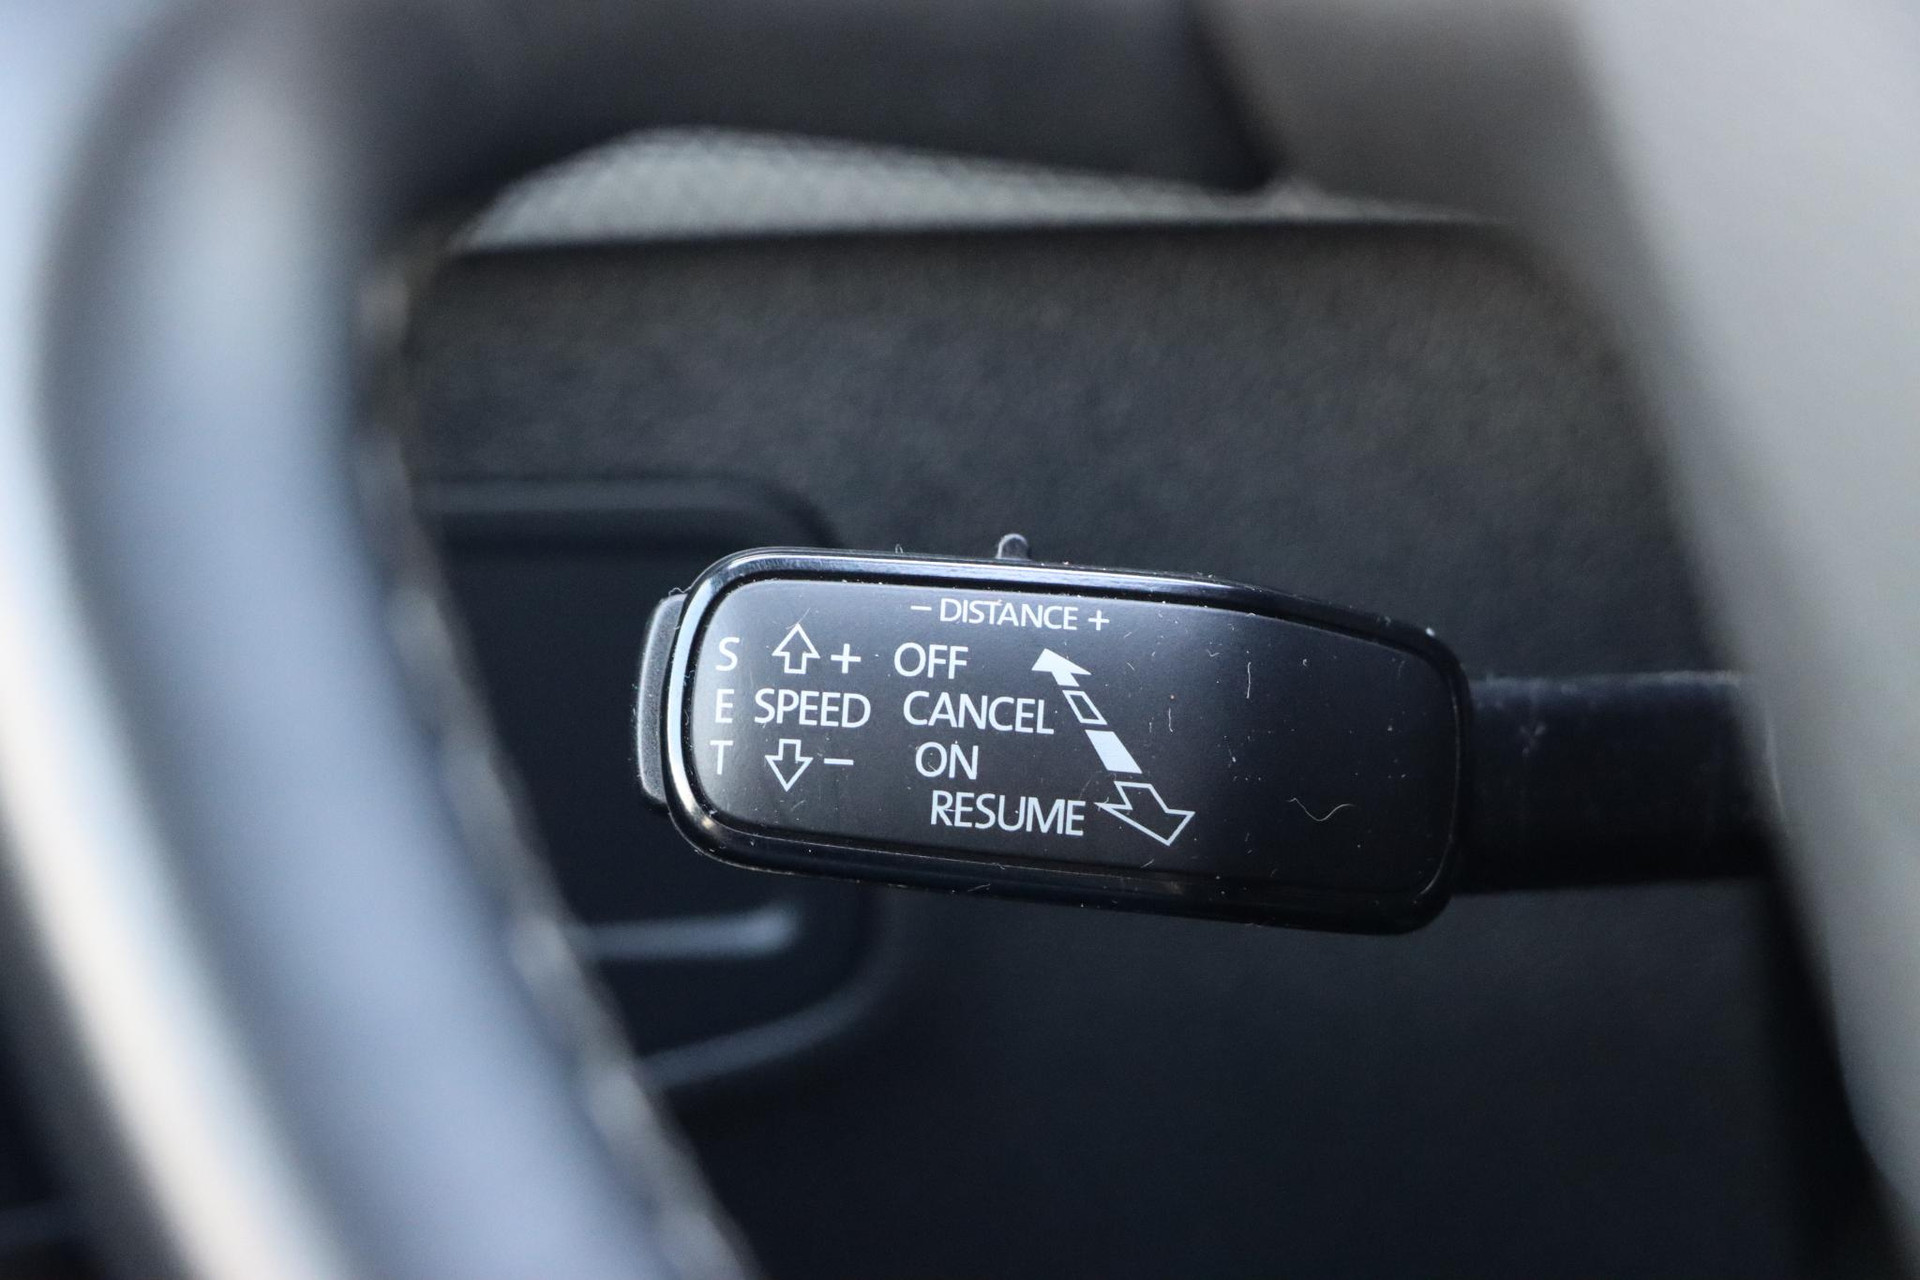 − DISTANCE +
S + OFF
E SPEED CANCEL
T − ON
RESUME